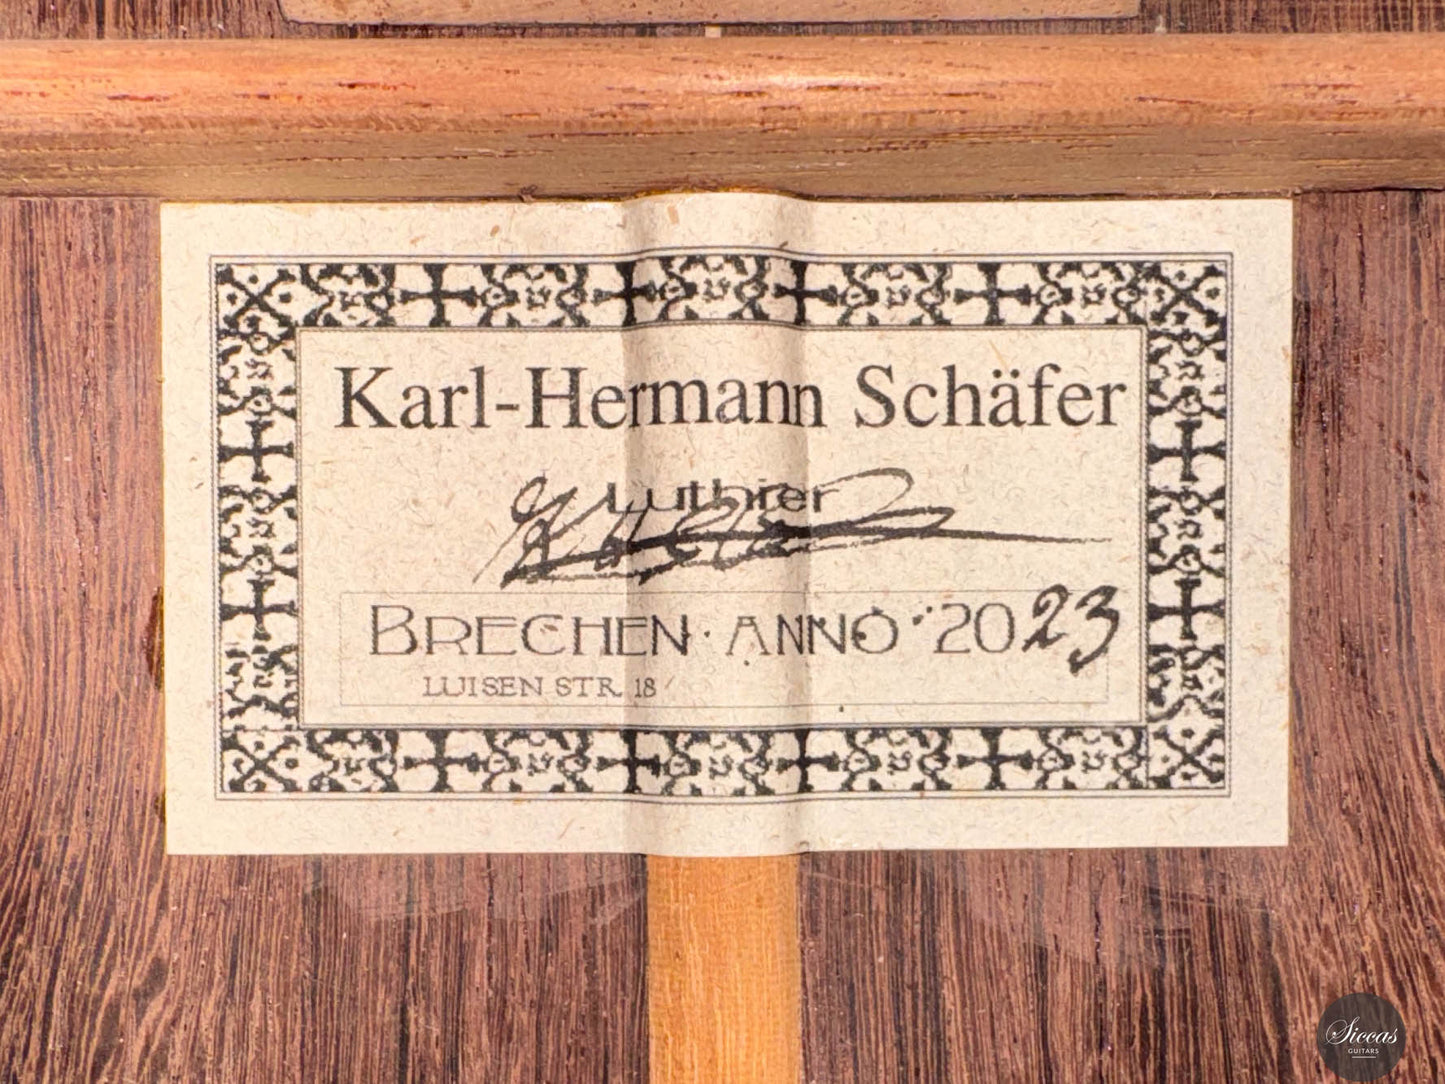 Karl-Hermann Schäfer
Luthier
BRECHEN · ANNO · 2023
LUISEN STR. 18
Siccas
GUITARS